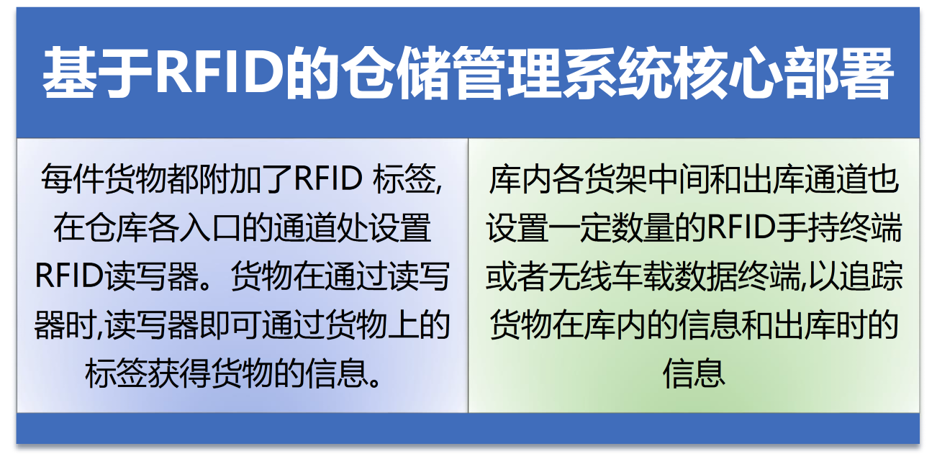 基于RFID的仓储管理系统核心部署
每件货物都附加了RFID 标签,
在仓库各入口的通道处设置
RFID读写器。货物在通过读写
器时,读写器即可通过货物上的
标签获得货物的信息。
库内各货架中间和出库通道也
设置一定数量的RFID手持终端
或者无线车载数据终端,以追踪
货物在库内的信息和出库时的
信息